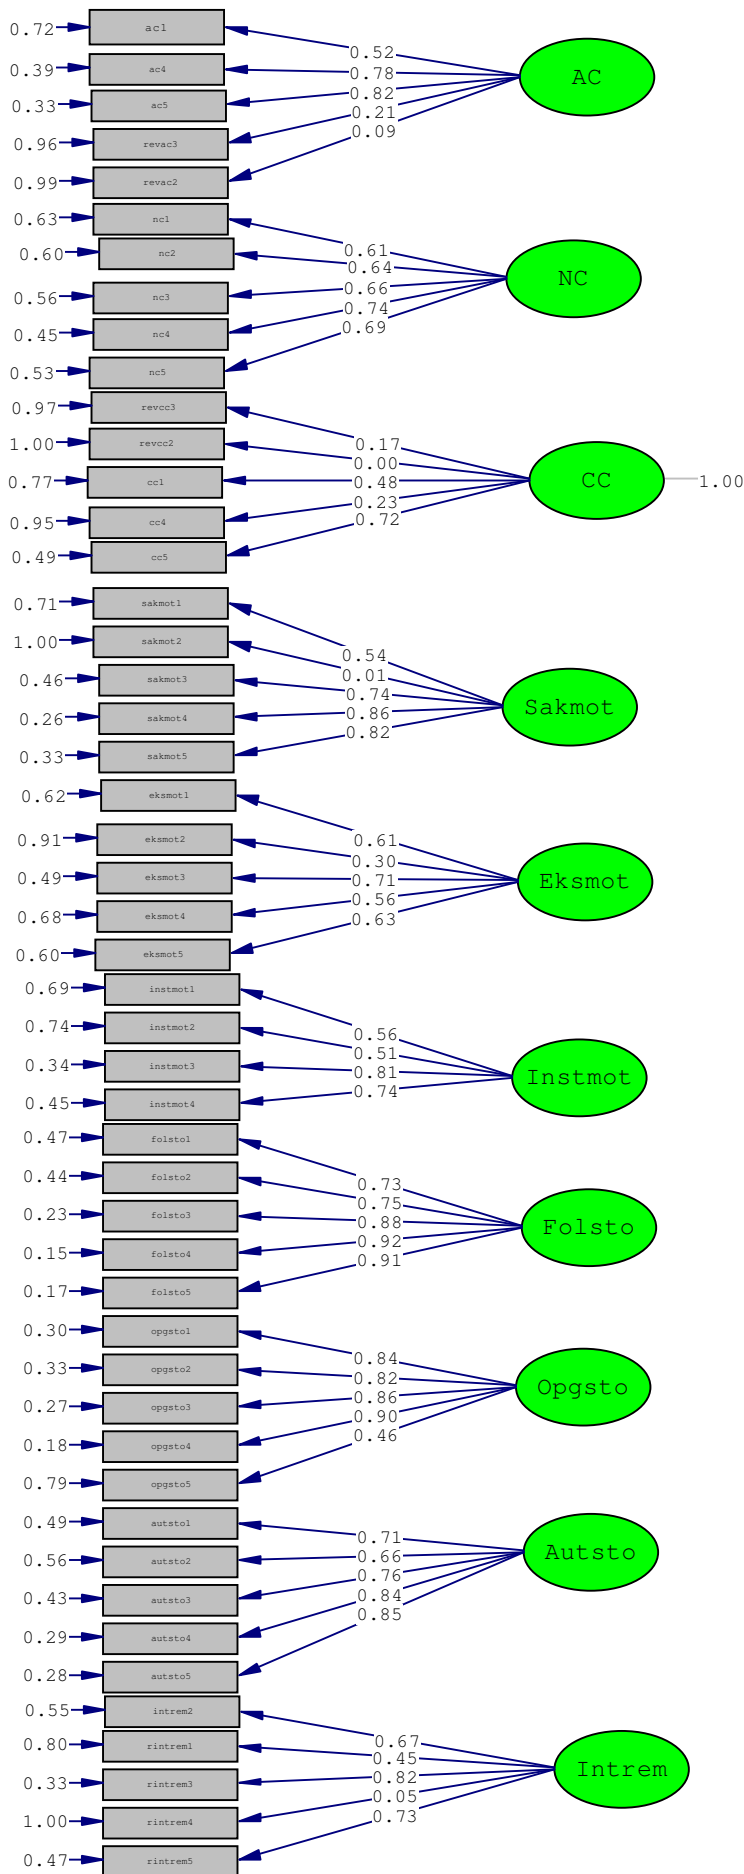 0.72 ac1 0.52 AC
0.39 ac4 0.78
0.33 ac5 0.82
0.96 revac3 0.21
0.99 revac2 0.09
0.63 nc1 0.61 NC
0.60 nc2 0.64
0.56 nc3 0.66
0.45 nc4 0.74
0.53 nc5 0.69
0.97 revcc3 0.17 CC 1.00
1.00 revcc2 0.00
0.77 cc1 0.48
0.95 cc4 0.23
0.49 cc5 0.72
0.71 sakmot1 0.54 Sakmot
1.00 sakmot2 0.01
0.46 sakmot3 0.74
0.26 sakmot4 0.86
0.33 sakmot5 0.82
0.62 eksmot1 0.61 Eksmot
0.91 eksmot2 0.30
0.49 eksmot3 0.71
0.68 eksmot4 0.56
0.60 eksmot5 0.63
0.69 instmot1 0.56 Instmot
0.74 instmot2 0.51
0.34 instmot3 0.81
0.45 instmot4 0.74
0.47 folsto1 0.73 Folsto
0.44 folsto2 0.75
0.23 folsto3 0.88
0.15 folsto4 0.92
0.17 folsto5 0.91
0.30 opgsto1 0.84 Opgsto
0.33 opgsto2 0.82
0.27 opgsto3 0.86
0.18 opgsto4 0.90
0.79 opgsto5 0.46
0.49 autsto1 0.71 Autsto
0.56 autsto2 0.66
0.43 autsto3 0.76
0.29 autsto4 0.84
0.28 autsto5 0.85
0.55 intrem2 0.67 Intrem
0.80 rintrem1 0.45
0.33 rintrem3 0.82
1.00 rintrem4 0.05
0.47 rintrem5 0.73